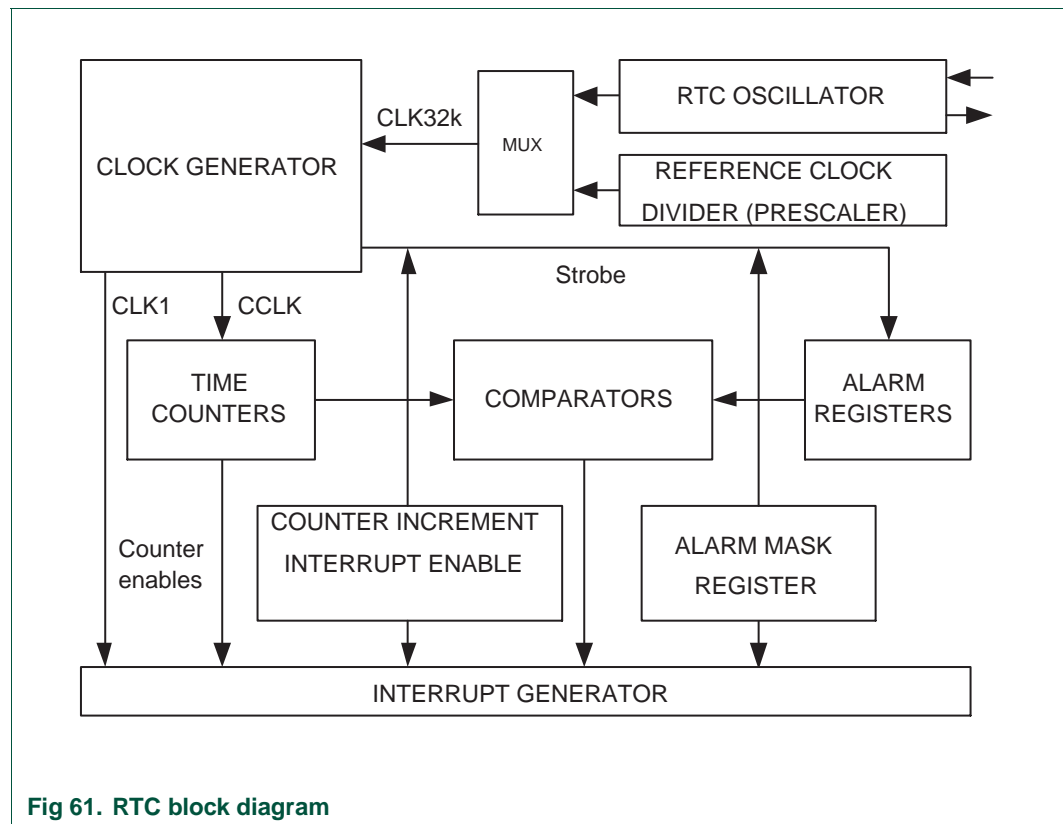 RTC OSCILLATOR
CLK32k
MUX
CLOCK GENERATOR
REFERENCE CLOCK
DIVIDER (PRESCALER)
Strobe
CLK1
CCLK
TIME
COUNTERS
COMPARATORS
ALARM
REGISTERS
COUNTER INCREMENT
INTERRUPT ENABLE
ALARM MASK
REGISTER
Counter
enables
INTERRUPT GENERATOR
Fig 61. RTC block diagram